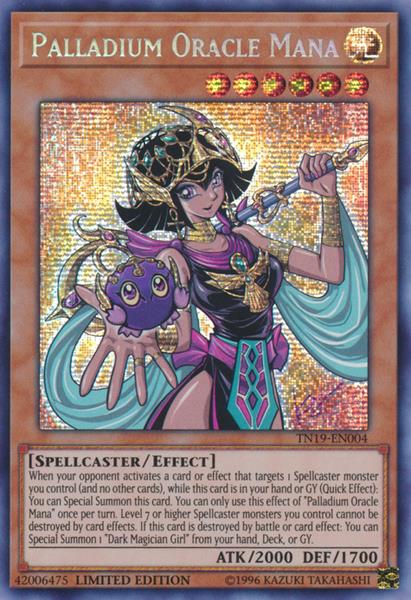 PALLADIUM ORACLE MANA
TN19-EN004
[SPELLCASTER/EFFECT]
When your opponent activates a card or effect that targets 1 Spellcaster monster
you control (and no other cards), while this card is in your hand or GY (Quick Effect):
You can Special Summon this card. You can only use this effect of "Palladium Oracle
Mana" once per turn. Level 7 or higher Spellcaster monsters you control cannot be
destroyed by card effects. If this card is destroyed by battle or card effect: You can
Special Summon 1 "Dark Magician Girl" from your hand, Deck, or GY.
ATK/2000 DEF/1700
42006475 LIMITED EDITION ©1996 KAZUKI TAKAHASHI